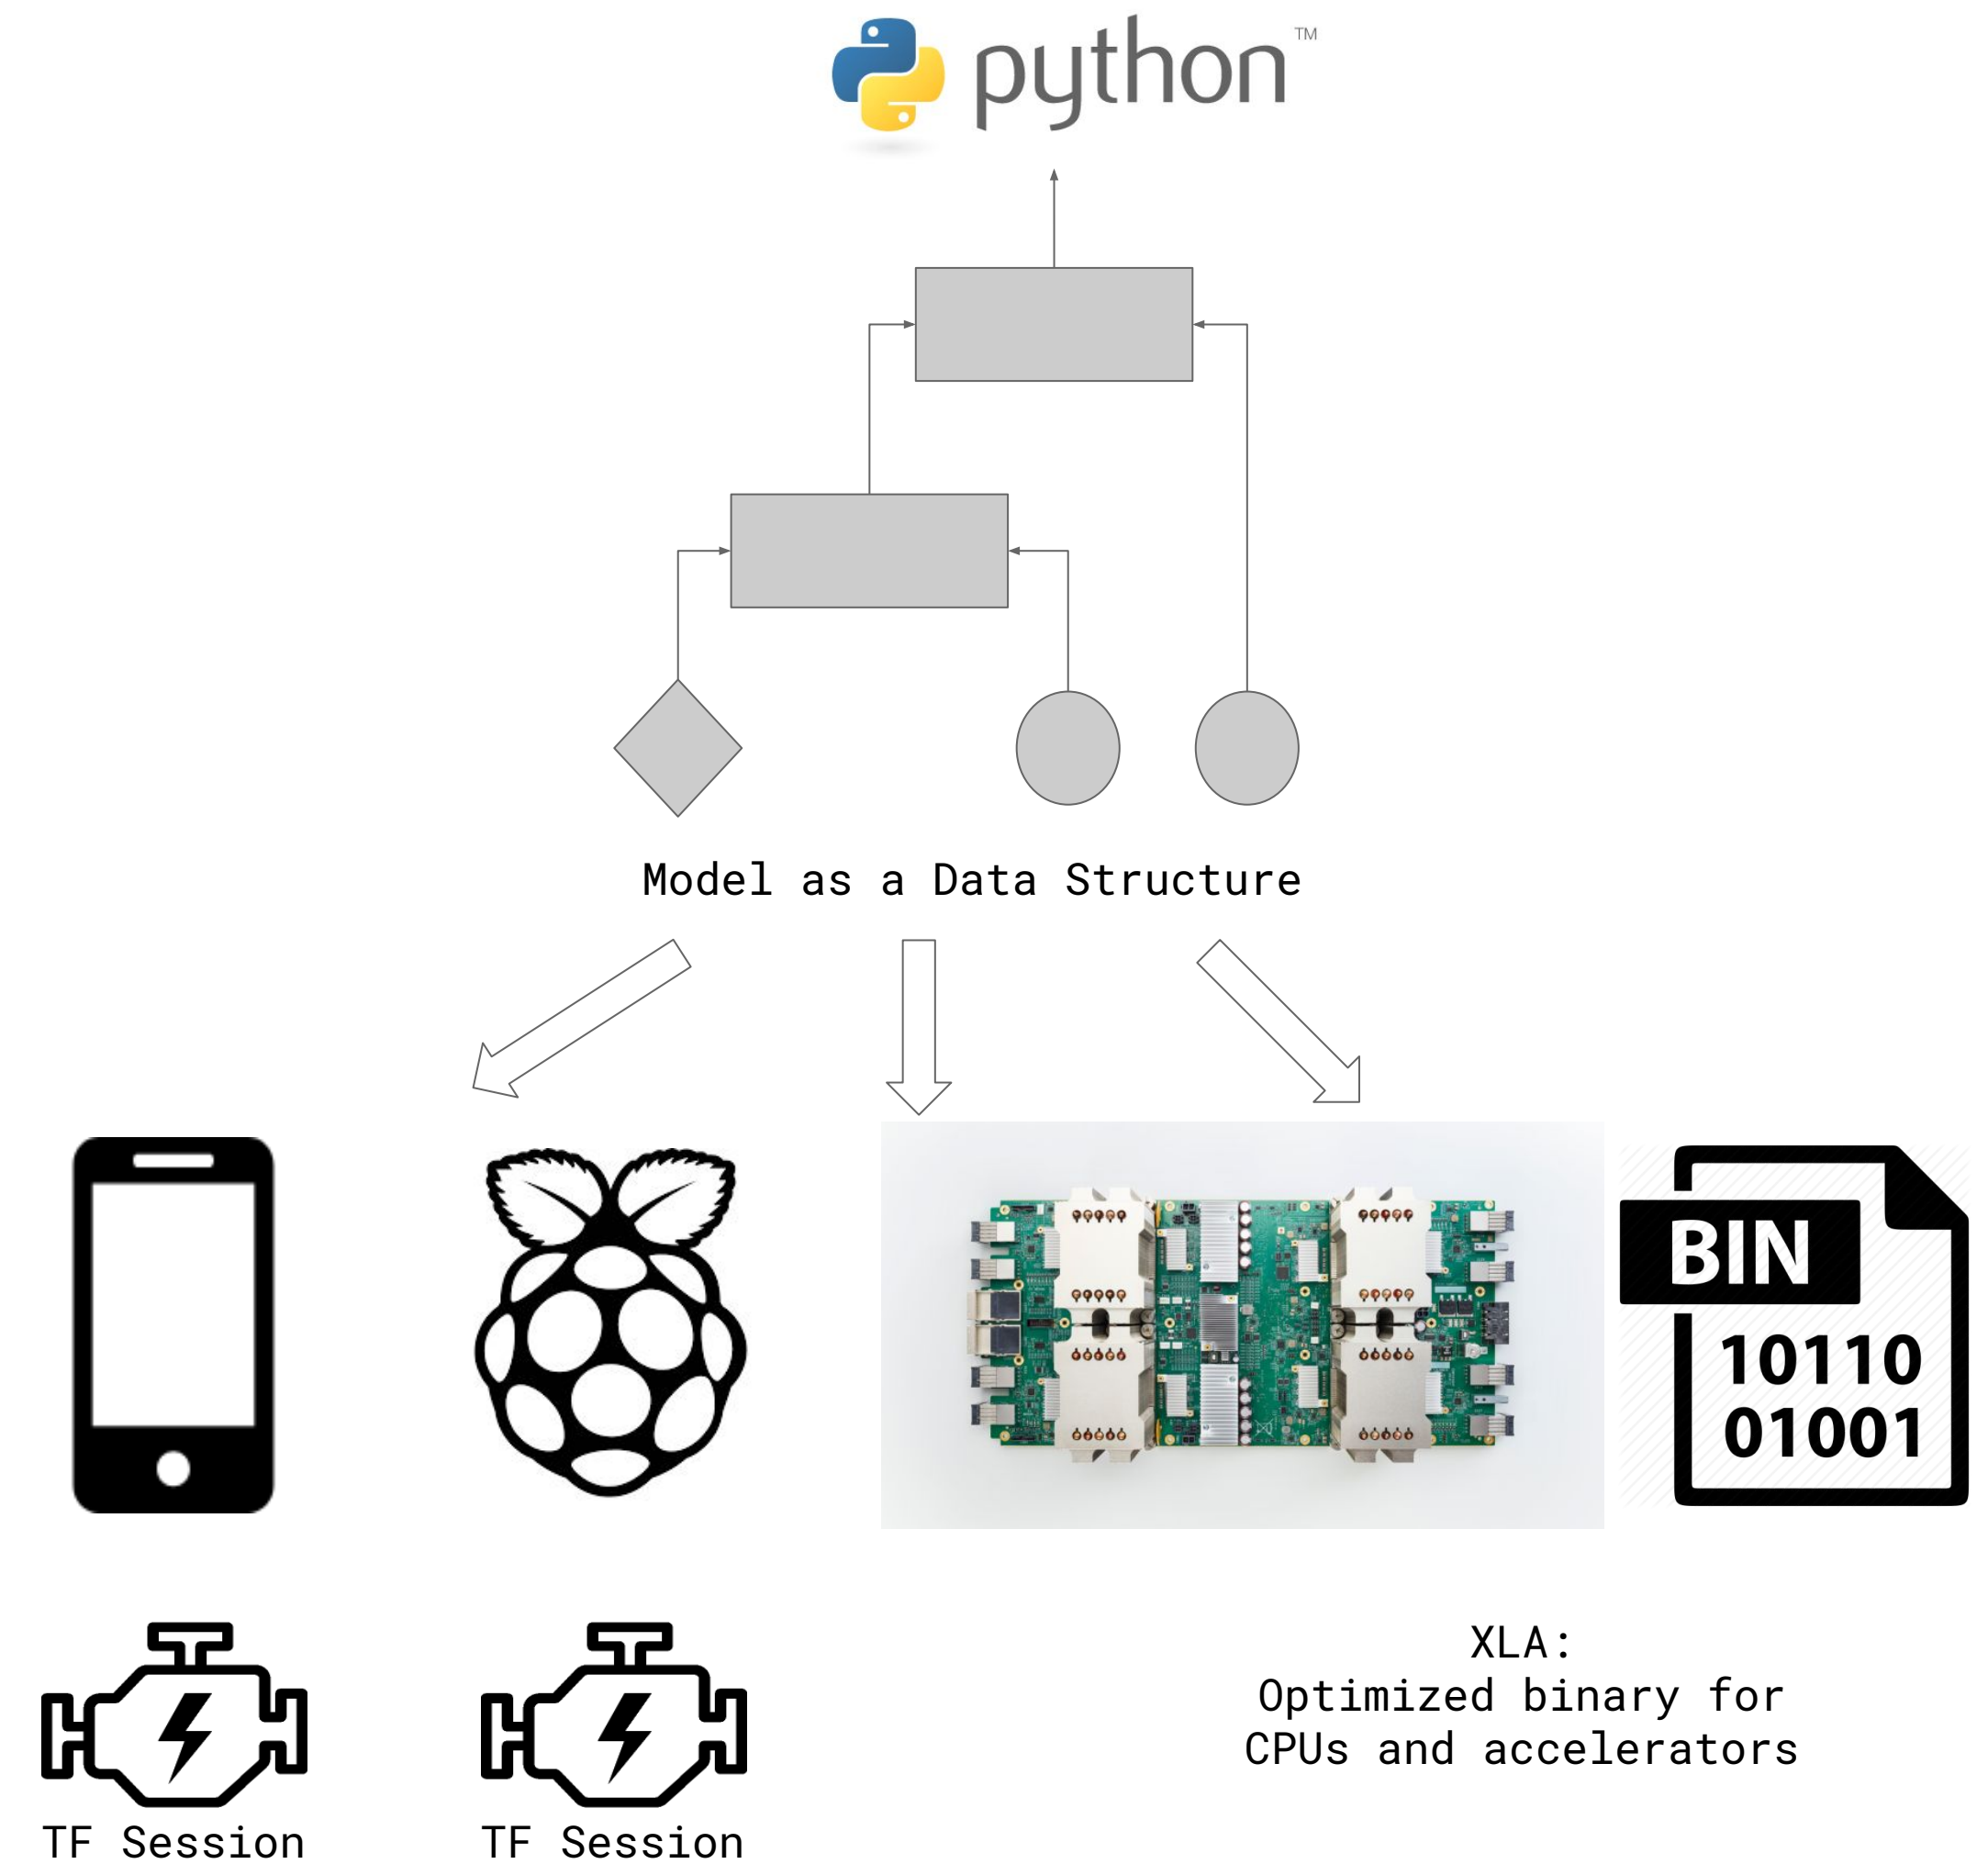 python™
Model as a Data Structure
BIN
10110
01001
XLA:
Optimized binary for
CPUs and accelerators
TF Session
TF Session